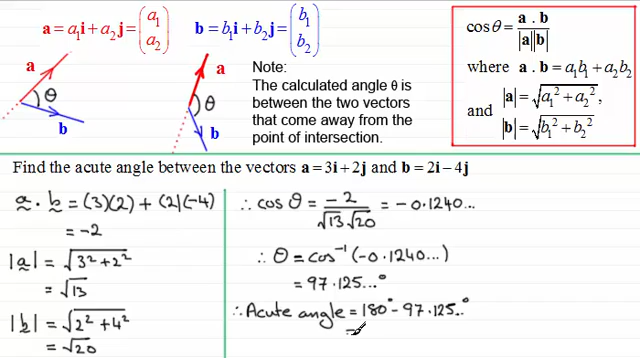 a = a₁i + a₂j = (a₁ a₂)
b = b₁i + b₂j = (b₁ b₂)
a
θ
b
a
θ
b
Note:
The calculated angle θ is
between the two vectors
that come away from the
point of intersection.
cosθ = a . b / |a||b|
where a . b = a₁b₁ + a₂b₂
|a| = √(a₁² + a₂²),
and
|b| = √(b₁² + b₂²)
Find the acute angle between the vectors a = 3i + 2j and b = 2i − 4j
a . b = (3)(2) + (2)(-4)
= -2
|a| = √(3² + 2²)
= √13
|b| = √(2² + 4²)
= √20
∴ cos θ = -2 / √13 √20 = -0.1240...
∴ θ = cos⁻¹ (-0.1240...)
= 97.125...°
∴ Acute angle = 180° - 97.125..°
=